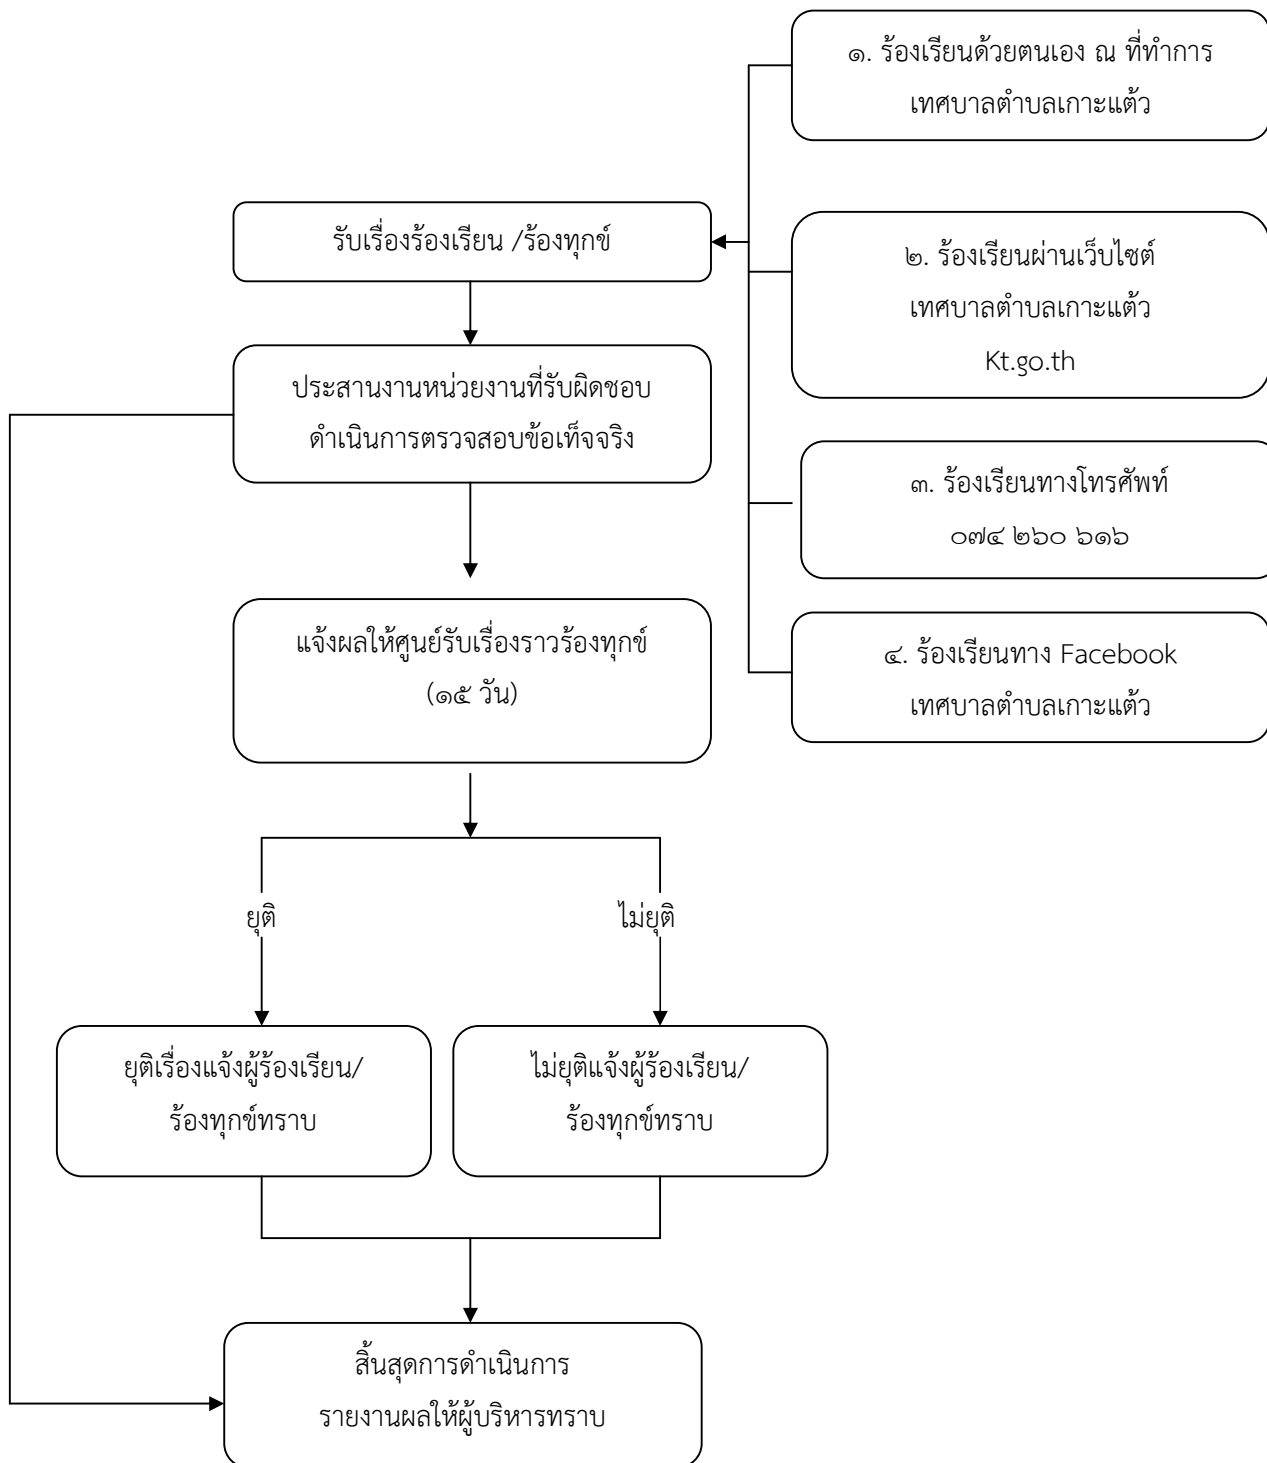 ๑. ร้องเรียนด้วยตนเอง ณ ที่ทำการ
เทศบาลตำบลเกาะแต้ว
รับเรื่องร้องเรียน /ร้องทุกข์
๒. ร้องเรียนผ่านเว็บไซต์
เทศบาลตำบลเกาะแต้ว
Kt.go.th
ประสานงานหน่วยงานที่รับผิดชอบ
ดำเนินการตรวจสอบข้อเท็จจริง
๓. ร้องเรียนทางโทรศัพท์
๐๗๔ ๒๖๐ ๖๑๖
แจ้งผลให้ศูนย์รับเรื่องราวร้องทุกข์
(๑๕ วัน)
๔. ร้องเรียนทาง Facebook
เทศบาลตำบลเกาะแต้ว
ยุติ
ไม่ยุติ
ยุติเรื่องแจ้งผู้ร้องเรียน/
ร้องทุกข์ทราบ
ไม่ยุติแจ้งผู้ร้องเรียน/
ร้องทุกข์ทราบ
สิ้นสุดการดำเนินการ
รายงานผลให้ผู้บริหารทราบ